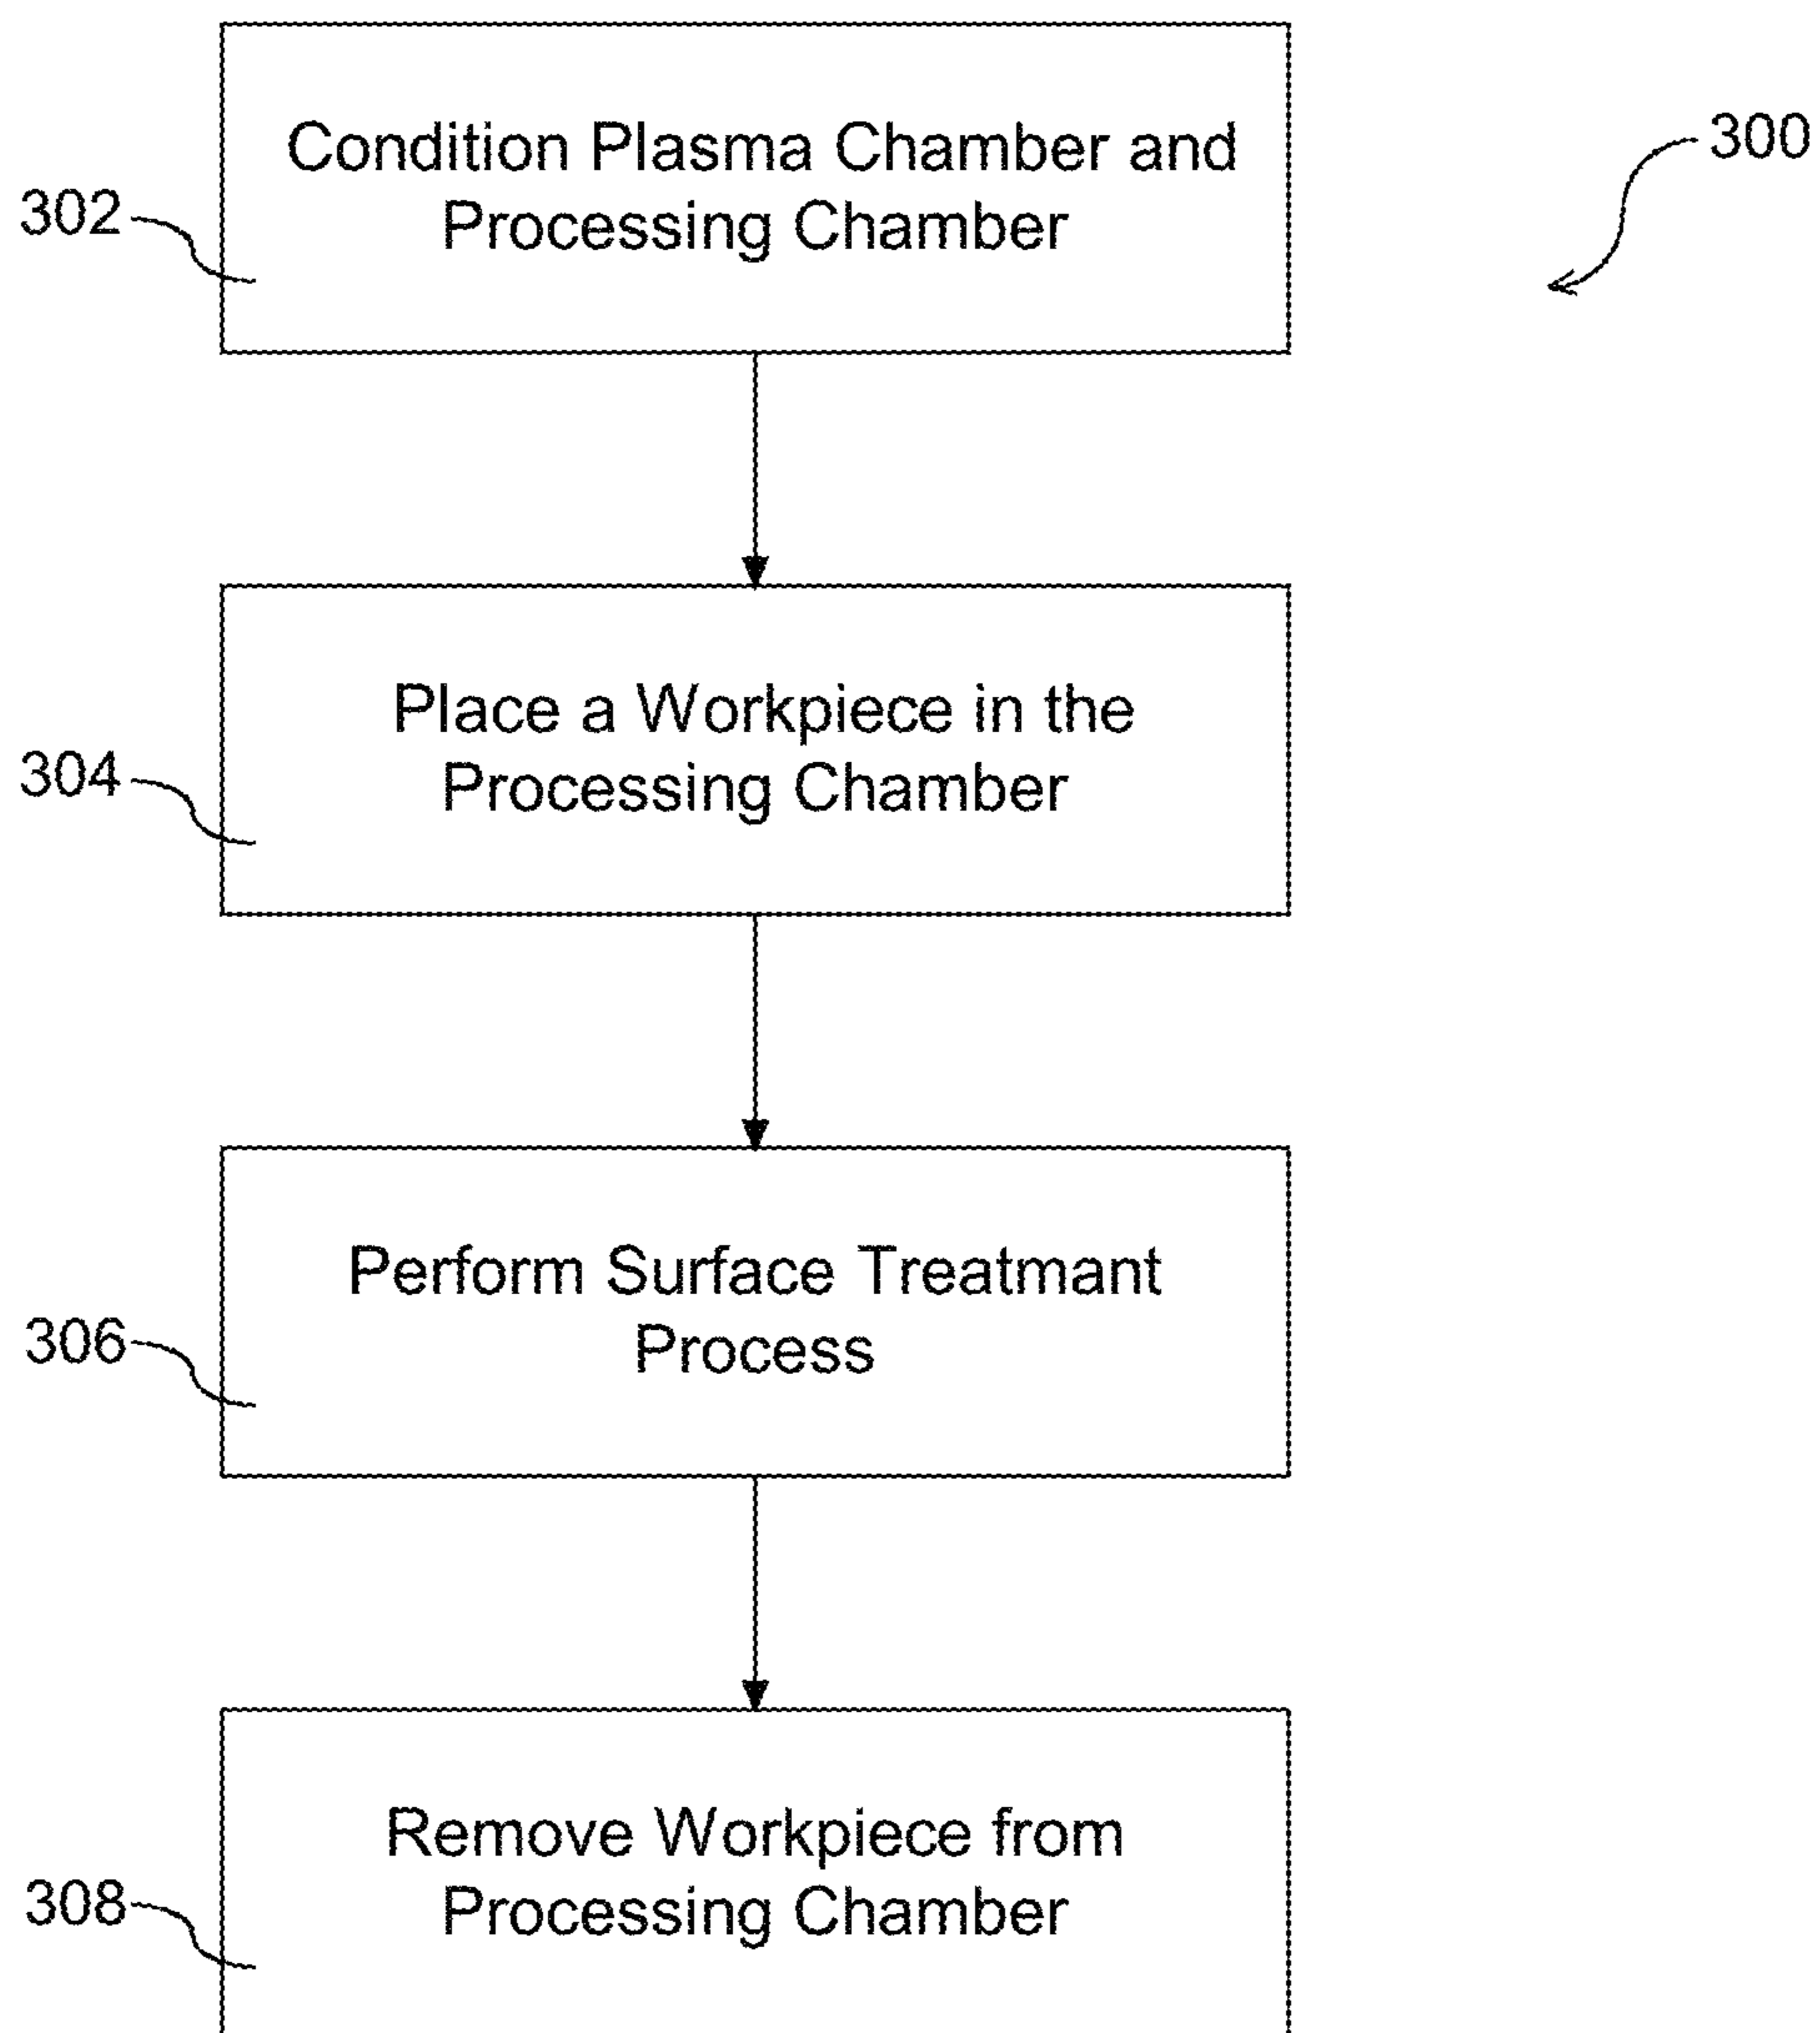 Condition Plasma Chamber and
Processing Chamber
300
302
Place a Workpiece in the
Processing Chamber
304
Perform Surface Treatmant
Process
306
Remove Workpiece from
Processing Chamber
308